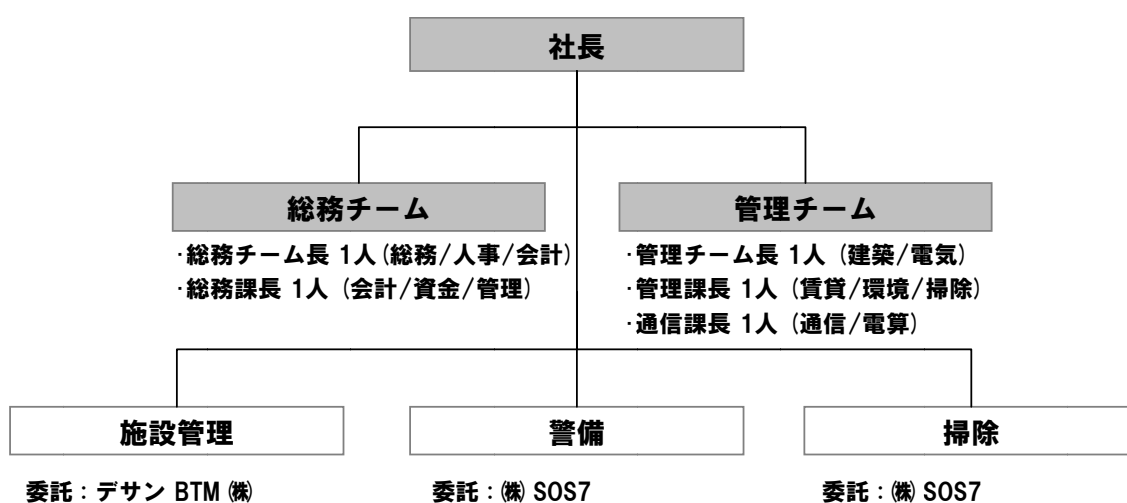 社長
総務チーム
·総務チーム長 1人 (総務/人事/会計)
·総務課長 1人 (会計/資金/管理)
管理チーム
·管理チーム長 1人 (建築/電気)
·管理課長 1人 (賃貸/環境/掃除)
·通信課長 1人 (通信/電算)
施設管理
委託 : デサン BTM ㈱
警備
委託 : ㈱ SOS7
掃除
委託 : ㈱ SOS7